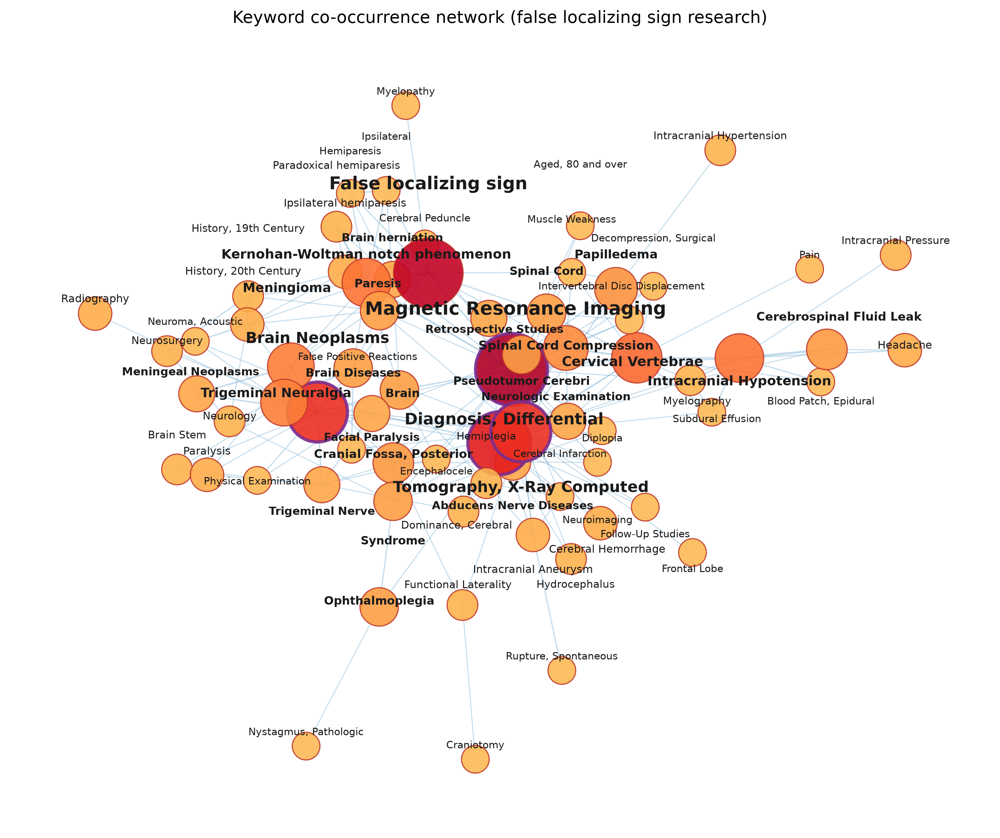 Keyword co-occurrence network (false localizing sign research)
Myelopathy
Ipsilateral
Intracranial Hypertension
Hemiparesis
Paradoxical hemiparesis
Aged, 80 and over
False localizing sign
Ipsilateral hemiparesis
Cerebral Peduncle
Muscle Weakness
History, 19th Century
Brain herniation
Decompression, Surgical
Intracranial Pressure
Kernohan-Woltman notch phenomenon
Papilledema
Pain
History, 20th Century
Spinal Cord
Meningioma
Paresis
Intervertebral Disc Displacement
Radiography
Magnetic Resonance Imaging
Cerebrospinal Fluid Leak
Neuroma, Acoustic
Retrospective Studies
Neurosurgery
Brain Neoplasms
Spinal Cord Compression
Headache
False Positive Reactions
Cervical Vertebrae
Meningeal Neoplasms
Brain Diseases
Pseudotumor Cerebri
Intracranial Hypotension
Trigeminal Neuralgia
Brain
Neurologic Examination
Myelography
Blood Patch, Epidural
Neurology
Diagnosis, Differential
Subdural Effusion
Brain Stem
Facial Paralysis
Hemiplegia
Diplopia
Paralysis
Cranial Fossa, Posterior
Cerebral Infarction
Encephalocele
Physical Examination
Tomography, X-Ray Computed
Trigeminal Nerve
Abducens Nerve Diseases
Dominance, Cerebral
Neuroimaging
Follow-Up Studies
Syndrome
Cerebral Hemorrhage
Intracranial Aneurysm
Frontal Lobe
Functional Laterality
Hydrocephalus
Ophthalmoplegia
Rupture, Spontaneous
Nystagmus, Pathologic
Craniotomy